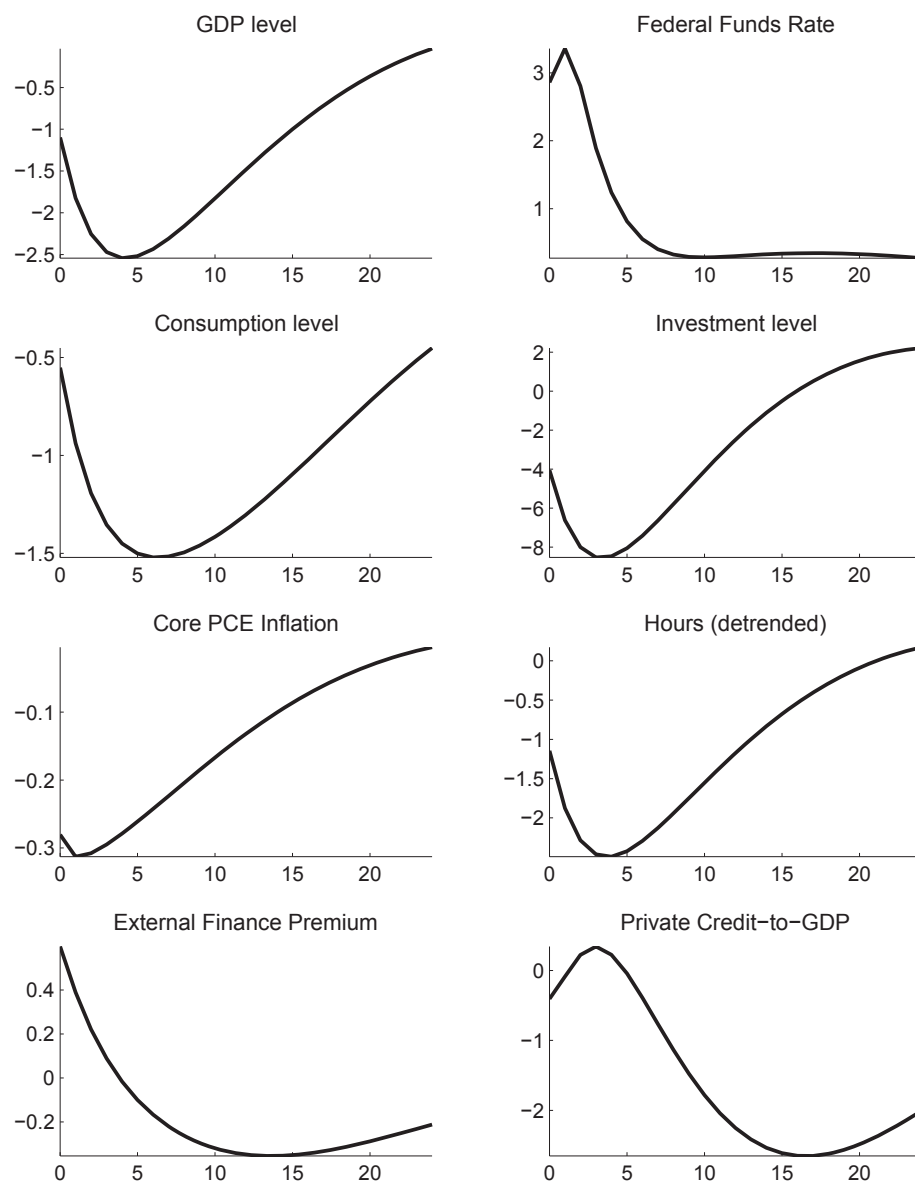 GDP level
−0.5
−1
−1.5
−2
−2.5
0 5 10 15 20
Federal Funds Rate
3
2
1
0 5 10 15 20
Consumption level
−0.5
−1
−1.5
0 5 10 15 20
Investment level
2
0
−2
−4
−6
−8
0 5 10 15 20
Core PCE Inflation
−0.1
−0.2
−0.3
0 5 10 15 20
Hours (detrended)
0
−0.5
−1
−1.5
−2
0 5 10 15 20
External Finance Premium
0.4
0.2
0
−0.2
0 5 10 15 20
Private Credit−to−GDP
0
−1
−2
0 5 10 15 20